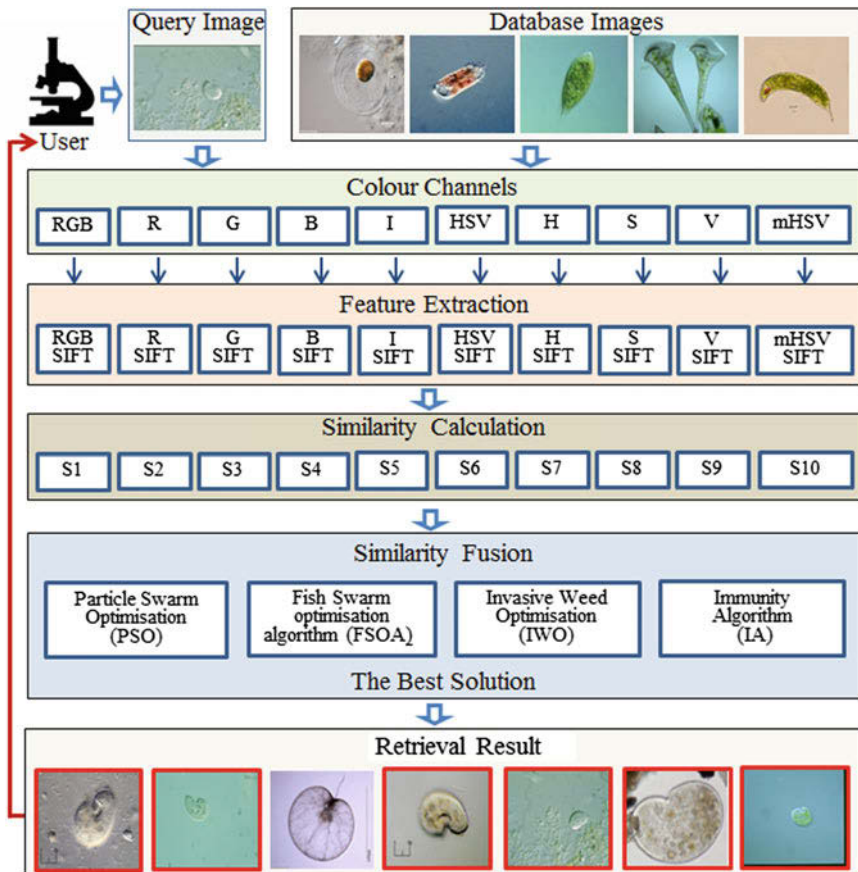 Query Image
Database Images
User
Colour Channels
RGB R G B I HSV H S V mHSV
Feature Extraction
RGB SIFT
R SIFT
G SIFT
B SIFT
I SIFT
HSV SIFT
H SIFT
S SIFT
V SIFT
mHSV SIFT
Similarity Calculation
S1 S2 S3 S4 S5 S6 S7 S8 S9 S10
Similarity Fusion
Particle Swarm
Optimisation
(PSO)
Fish Swarm
optimisation
algorithm (FSOA)
Invasive Weed
Optimisation
(IWO)
Immunity
Algorithm
(IA)
The Best Solution
Retrieval Result